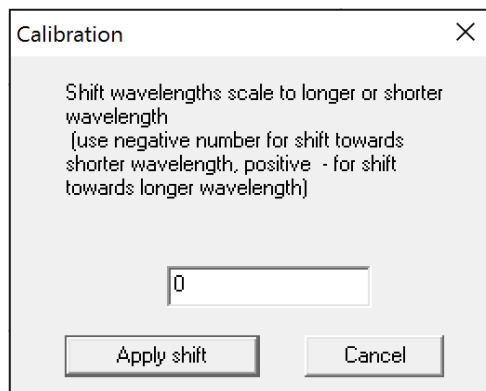 Calibration
Shift wavelengths scale to longer or shorter
wavelength
(use negative number for shift towards
shorter wavelength, positive - for shift
towards longer wavelength)
0
Apply shift
Cancel